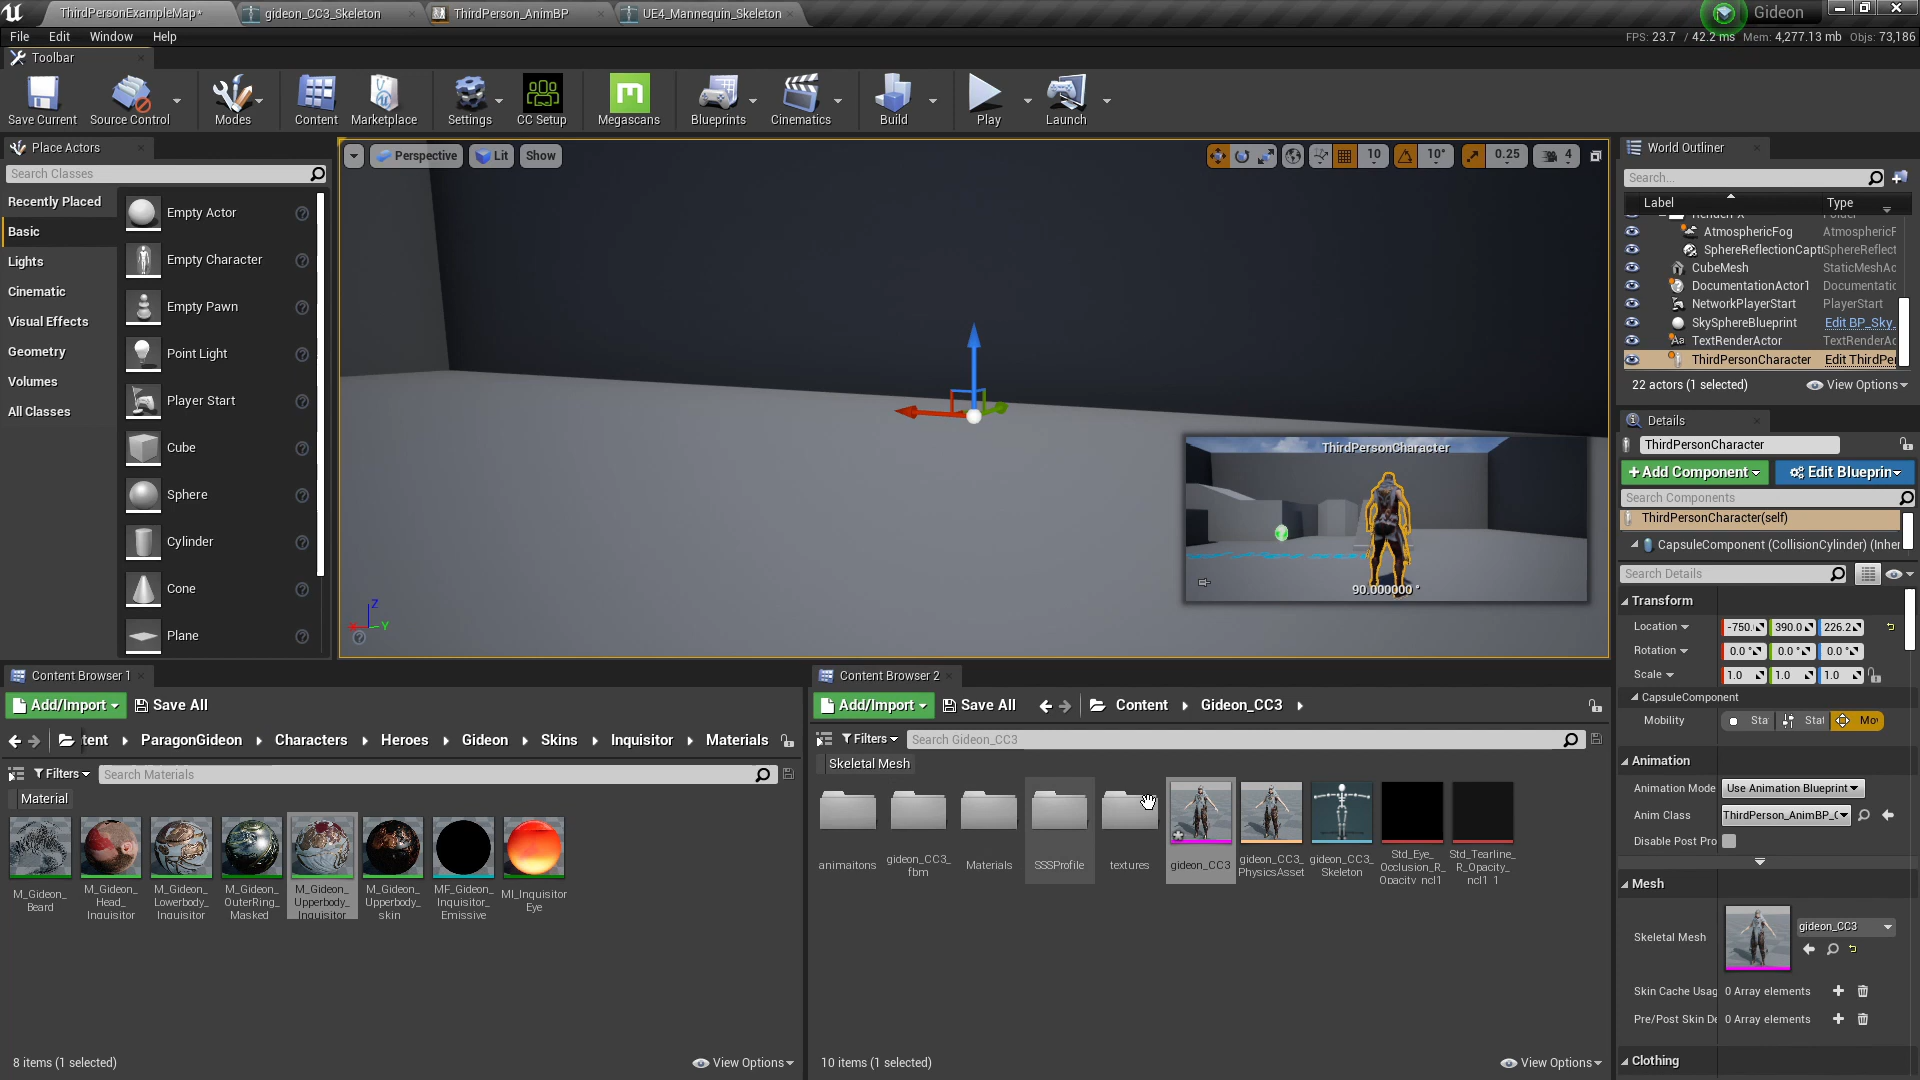 ThirdPersonExampleMap*
gideon_CC3_Skeleton
ThirdPerson_AnimBP
UE4_Mannequin_Skeleton
Gideon
File Edit Window Help
FPS: 23.7 / 42.2 ms Mem: 4,277.13 mb Objs: 73,186
Toolbar
Save Current
Source Control
Modes
Content
Marketplace
Settings
CC Setup
Megascans
Blueprints
Cinematics
Build
Play
Launch
Place Actors
Search Classes
Recently Placed
Basic
Lights
Cinematic
Visual Effects
Geometry
Volumes
All Classes
Empty Actor
Empty Character
Empty Pawn
Point Light
Player Start
Cube
Sphere
Cylinder
Cone
Plane
Perspective
Lit
Show
10
10°
0.25
4
ThirdPersonCharacter
90.000000 °
Z
X
Y
World Outliner
Search...
Label Type
AtmosphericFog AtmosphericF
SphereReflectionCaptu SphereReflect
CubeMesh StaticMeshAc
DocumentationActor1 Documentatic
NetworkPlayerStart PlayerStart
SkySphereBlueprint Edit BP_Sky_
TextRenderActor TextRenderAc
ThirdPersonCharacter Edit ThirdPer
22 actors (1 selected)
View Options
Details
ThirdPersonCharacter
+Add Component
Edit Blueprin
Search Components
ThirdPersonCharacter(self)
CapsuleComponent (CollisionCylinder) (Inher
Search Details
Transform
Location -750. 390.0 226.2
Rotation 0.0 ° 0.0 ° 0.0 °
Scale 1.0 1.0 1.0
CapsuleComponent
Mobility Sta Stat Mov
Animation
Animation Mode Use Animation Blueprint
Anim Class ThirdPerson_AnimBP_C
Disable Post Pro
Mesh
Skeletal Mesh gideon_CC3
Skin Cache Usag 0 Array elements
Pre/Post Skin De 0 Array elements
Clothing
Content Browser 1
Add/Import
Save All
tent ParagonGideon Characters Heroes Gideon Skins Inquisitor Materials
Filters
Search Materials
Material
M_Gideon_
Beard
M_Gideon_
Head_
Inquisitor
M_Gideon_
Lowerbody_
Inquisitor
M_Gideon_
OuterRing_
Masked
M_Gideon_
Upperbody_
Inquisitor
M_Gideon_
Upperbody_
skin
MF_Gideon_
Inquisitor_
Emissive
MI_Inquisitor
Eye
8 items (1 selected)
View Options
Content Browser 2
Add/Import
Save All
Content Gideon_CC3
Filters
Search Gideon_CC3
Skeletal Mesh
animaitons
gideon_CC3_
fbm
Materials
SSSProfile
textures
gideon_CC3
gideon_CC3_
PhysicsAsset
gideon_CC3_
Skeleton
Std_Eye_
Occlusion_R_
Opacity_ncl1
Std_Tearline_
R_Opacity_
ncl1_1
10 items (1 selected)
View Options